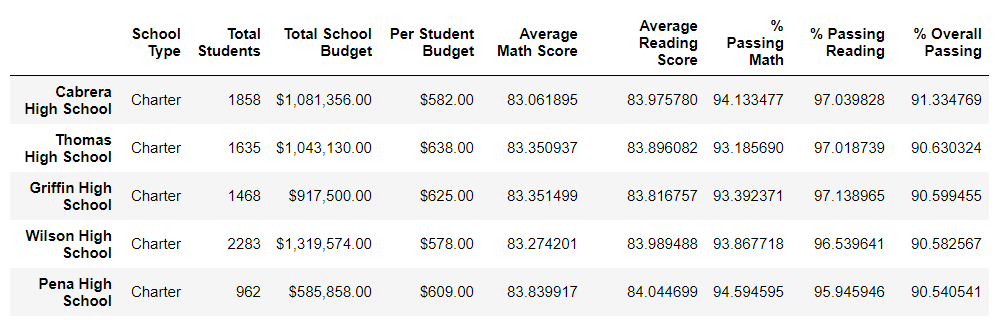 School Type Total Students Total School Budget Per Student Budget Average Math Score Average Reading Score % Passing Math % Passing Reading % Overall Passing
Cabrera High School Charter 1858 $1,081,356.00 $582.00 83.061895 83.975780 94.133477 97.039828 91.334769
Thomas High School Charter 1635 $1,043,130.00 $638.00 83.350937 83.896082 93.185690 97.018739 90.630324
Griffin High School Charter 1468 $917,500.00 $625.00 83.351499 83.816757 93.392371 97.138965 90.599455
Wilson High School Charter 2283 $1,319,574.00 $578.00 83.274201 83.989488 93.867718 96.539641 90.582567
Pena High School Charter 962 $585,858.00 $609.00 83.839917 84.044699 94.594595 95.945946 90.540541